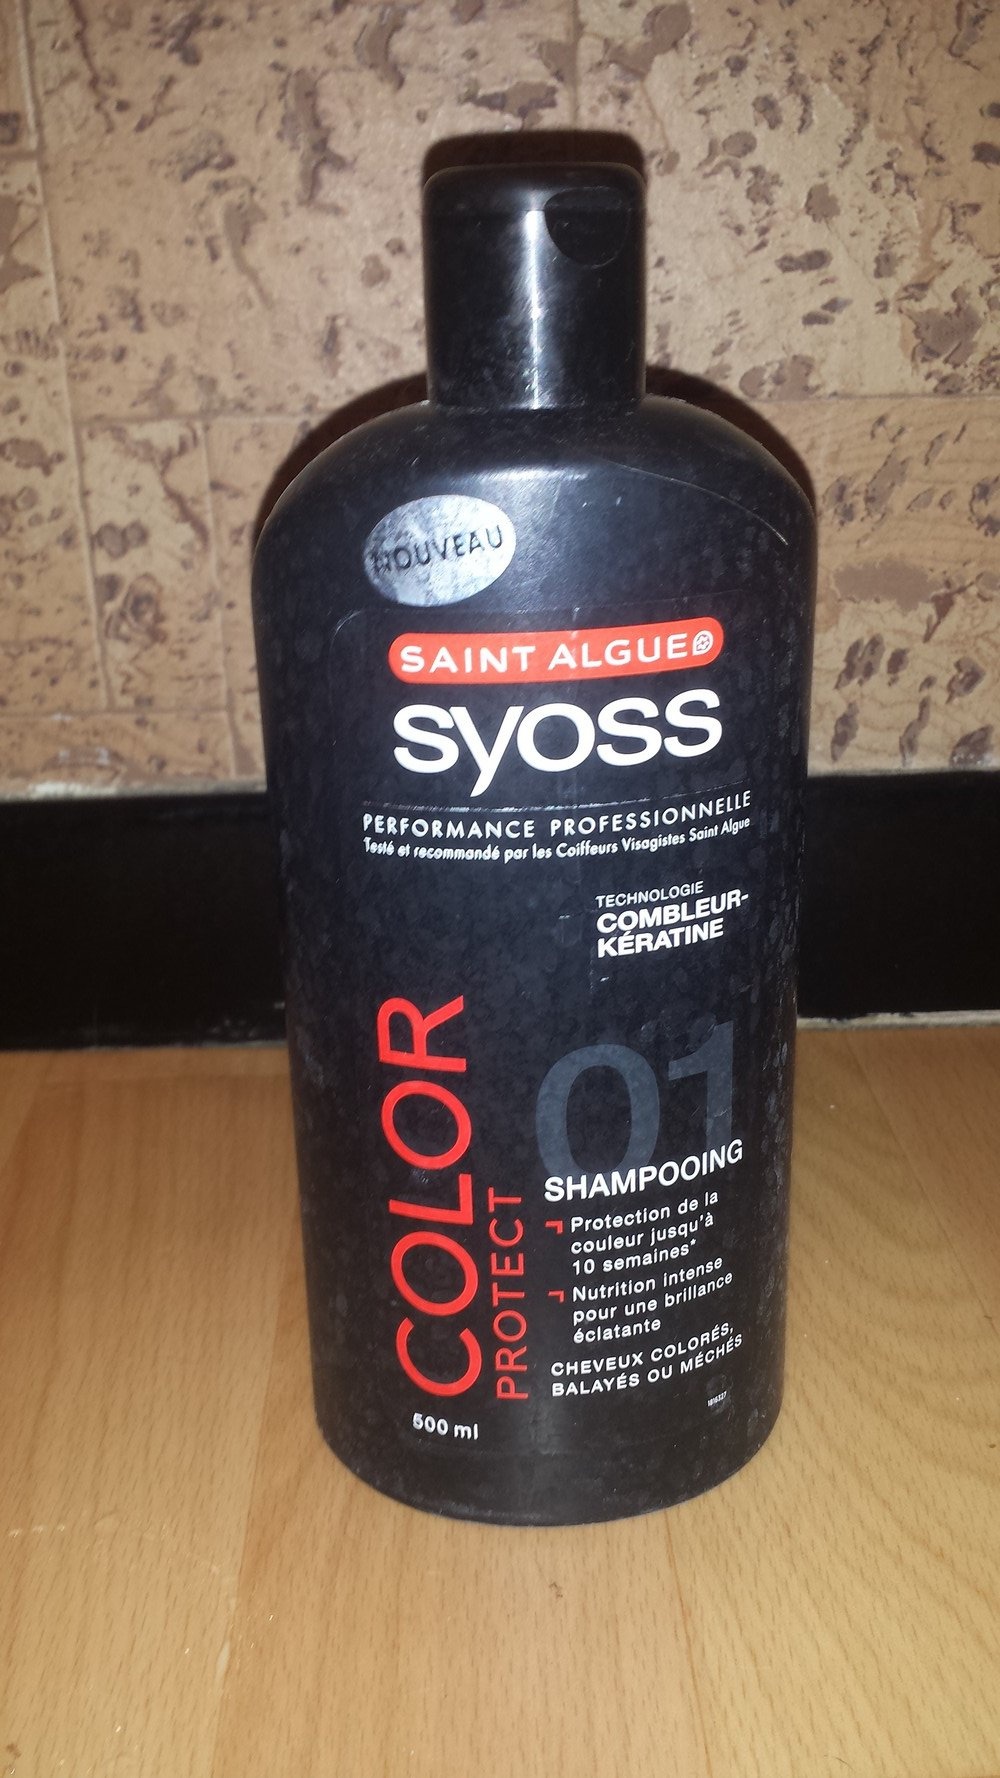 NOUVEAU
SAINT ALGUE
syoss
PERFORMANCE PROFESSIONNELLE
Testé et recommandé par les Coiffeurs Visagistes Saint Algue
TECHNOLOGIE
COMBLEUR-
KÉRATINE
COLOR
PROTECT
01
SHAMPOOING
Protection de la
couleur jusqu'à
10 semaines*
Nutrition intense
pour une brillance
éclatante
CHEVEUX COLORÉS,
BALAYÉS OU MÉCHÉS
500 ml